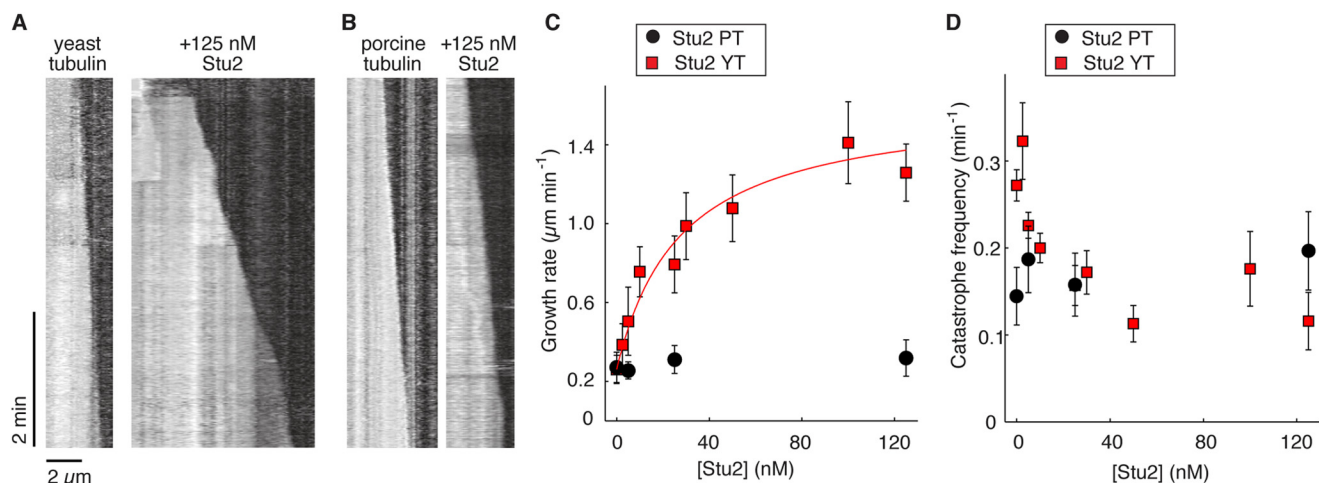 A
yeast
tubulin
+125 nM
Stu2
2 min
2 µm
B
porcine
tubulin
+125 nM
Stu2
C
Stu2 PT
Stu2 YT
Growth rate (µm min⁻¹)
1.4
1.0
0.6
0.2
0
0 40 80 120
[Stu2] (nM)
D
Stu2 PT
Stu2 YT
Catastrophe frequency (min⁻¹)
0.3
0.2
0.1
0
0 40 80 120
[Stu2] (nM)